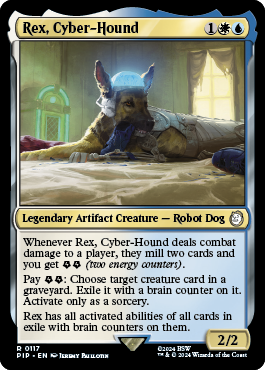 Rex, Cyber-Hound 1
Legendary Artifact Creature — Robot Dog
Whenever Rex, Cyber-Hound deals combat
damage to a player, they mill two cards and
you get (two energy counters).
Pay : Choose target creature card in a
graveyard. Exile it with a brain counter on it.
Activate only as a sorcery.
Rex has all activated abilities of all cards in
exile with brain counters on them.
2/2
R 0117
PIP • EN Jeremy Paillotin
©2024 BSW
™ & © 2024 Wizards of the Coast